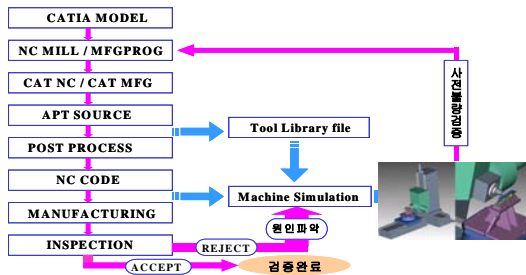 CATIA MODEL
NC MILL / MFGPROG
CAT NC / CAT MFG
APT SOURCE
POST PROCESS
NC CODE
MANUFACTURING
INSPECTION
Tool Library file
Machine Simulation
사전불량검증
원인파악
REJECT
ACCEPT
검증완료